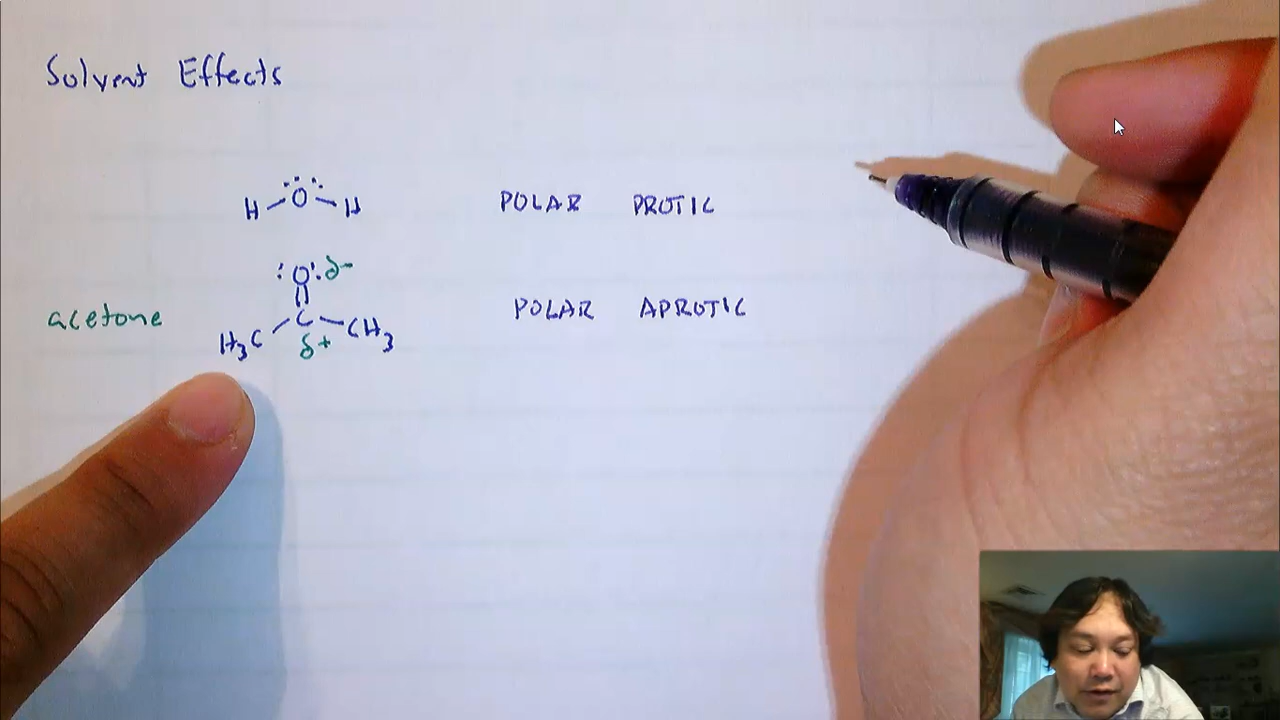 Solvent Effects
H O H POLAR PROTIC
O δ-
acetone H3C C CH3 POLAR APROTIC
δ+